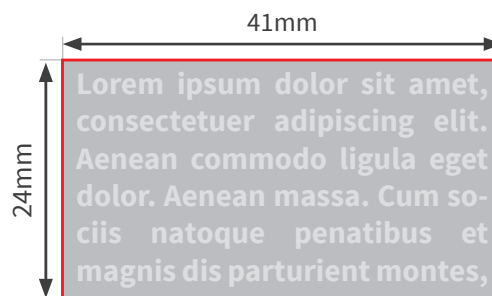 41mm
24mm
Lorem ipsum dolor sit amet,
consectetuer adipiscing elit.
Aenean commodo ligula eget
dolor. Aenean massa. Cum so-
ciis natoque penatibus et
magnis dis parturient montes,